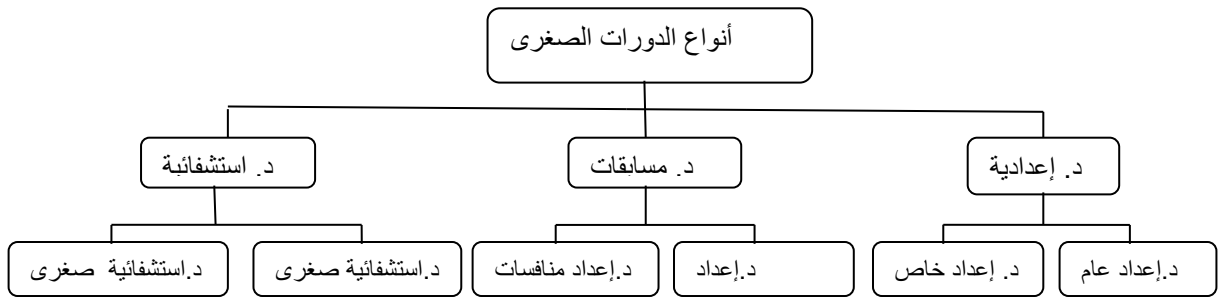 أنواع الدورات الصغرى
د. إعدادية
د. مسابقات
د. استشفائية
د.إعداد عام
د. إعداد خاص
د.إعداد
د.إعداد منافسات
د.استشفائية صغرى
د.استشفائية صغرى